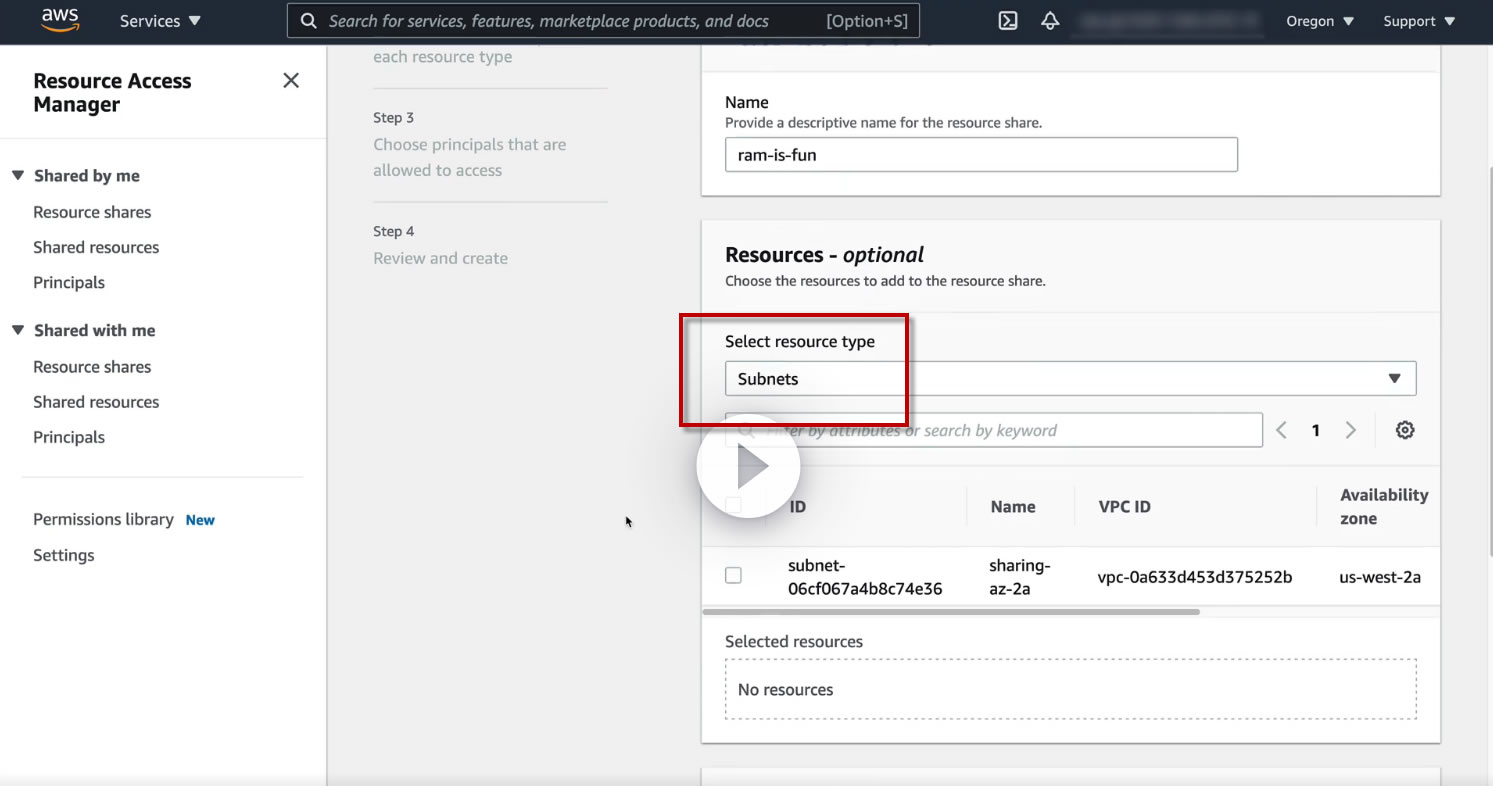 aws
Services
Search for services, features, marketplace products, and docs
[Option+S]
Oregon
Support
Resource Access
Manager
Shared by me
Resource shares
Shared resources
Principals
Shared with me
Resource shares
Shared resources
Principals
Permissions library New
Settings
each resource type
Step 3
Choose principals that are
allowed to access
Step 4
Review and create
Name
Provide a descriptive name for the resource share.
ram-is-fun
Resources - optional
Choose the resources to add to the resource share.
Select resource type
Subnets
Filter by attributes or search by keyword
1
ID
Name
VPC ID
Availability
zone
subnet-
06cf067a4b8c74e36
sharing-
az-2a
vpc-0a633d453d375252b
us-west-2a
Selected resources
No resources